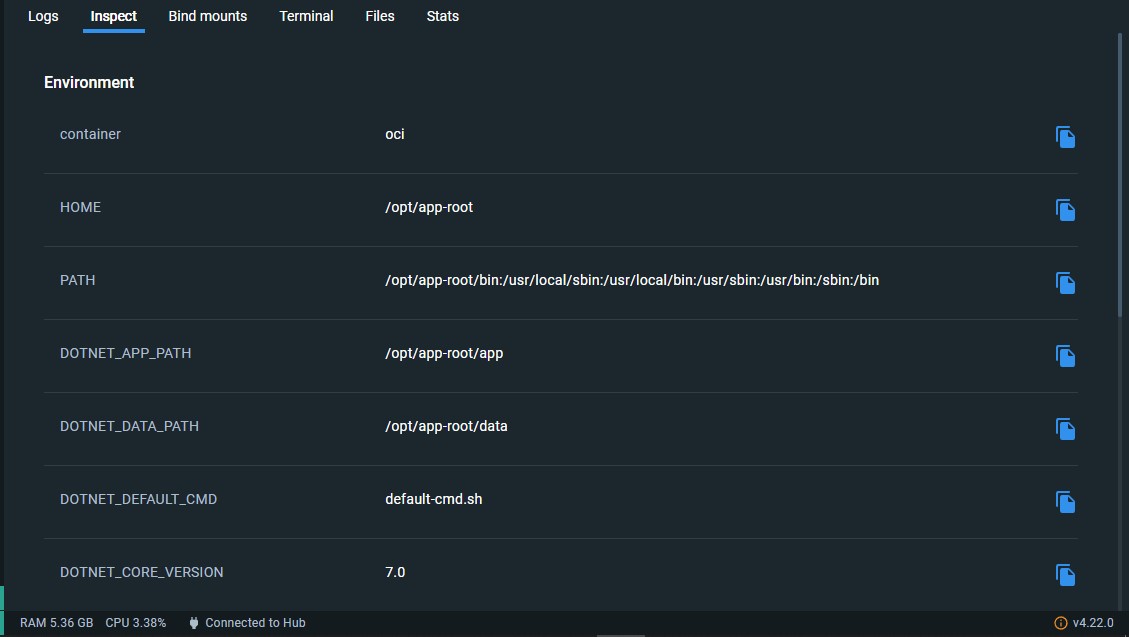 Logs Inspect Bind mounts Terminal Files Stats
Environment
container oci
HOME /opt/app-root
PATH /opt/app-root/bin:/usr/local/sbin:/usr/local/bin:/usr/sbin:/usr/bin:/sbin:/bin
DOTNET_APP_PATH /opt/app-root/app
DOTNET_DATA_PATH /opt/app-root/data
DOTNET_DEFAULT_CMD default-cmd.sh
DOTNET_CORE_VERSION 7.0
RAM 5.36 GB CPU 3.38% Connected to Hub v4.22.0